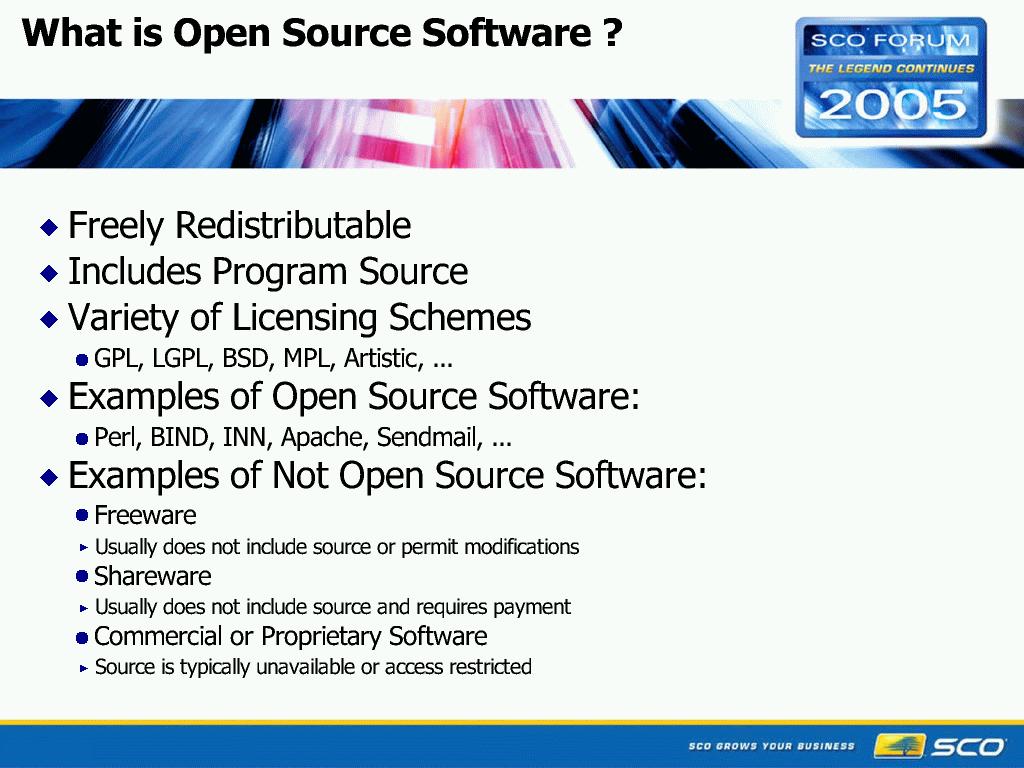 What is Open Source Software ?
SCO FORUM
THE LEGEND CONTINUES
2005
Freely Redistributable
Includes Program Source
Variety of Licensing Schemes
GPL, LGPL, BSD, MPL, Artistic, ...
Examples of Open Source Software:
Perl, BIND, INN, Apache, Sendmail, ...
Examples of Not Open Source Software:
Freeware
Usually does not include source or permit modifications
Shareware
Usually does not include source and requires payment
Commercial or Proprietary Software
Source is typically unavailable or access restricted
SCO GROWS YOUR BUSINESS
SCO